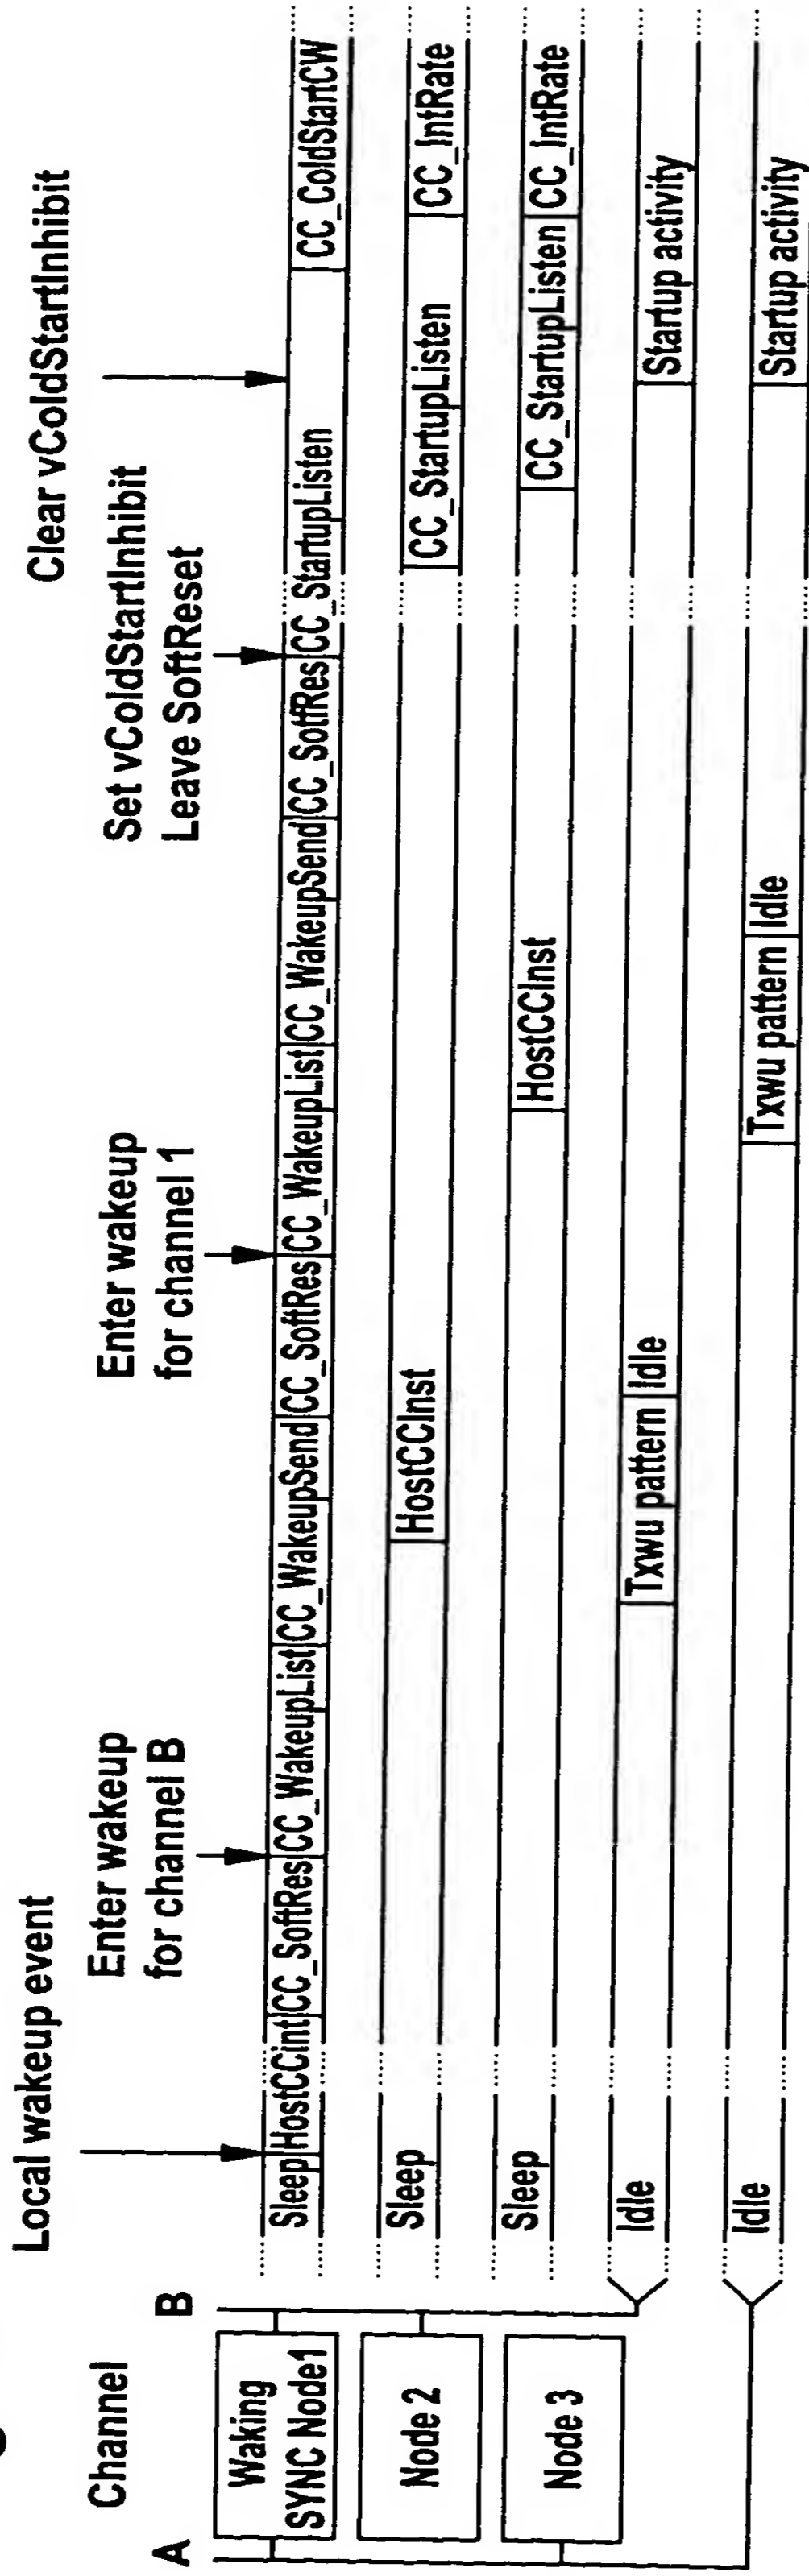 Local wakeup event
Enter wakeup
for channel B
Enter wakeup
for channel 1
Set vColdStartInhibit
Leave SoftReset
Clear vColdStartInhibit
Channel
A
B
Waking
SYNC Node1
Sleep HostCCint CC_SoftRes CC_WakeupList CC_WakeupSend CC_SoftRes CC_WakeupList CC_WakeupSend CC_SoftRes CC_StartupListen CC_ColdStartCW
Node 2
Sleep HostCCInst CC_StartupListen CC_IntRate
Node 3
Sleep HostCCInst CC_StartupListen CC_IntRate
Idle Txwu pattern Idle Startup activity
Idle Txwu pattern Idle Startup activity